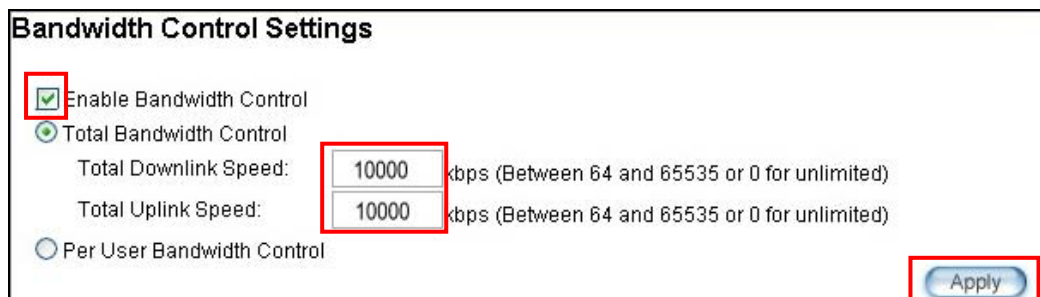 Bandwidth Control Settings
Enable Bandwidth Control
Total Bandwidth Control
Total Downlink Speed: 10000 kbps (Between 64 and 65535 or 0 for unlimited)
Total Uplink Speed: 10000 kbps (Between 64 and 65535 or 0 for unlimited)
Per User Bandwidth Control
Apply